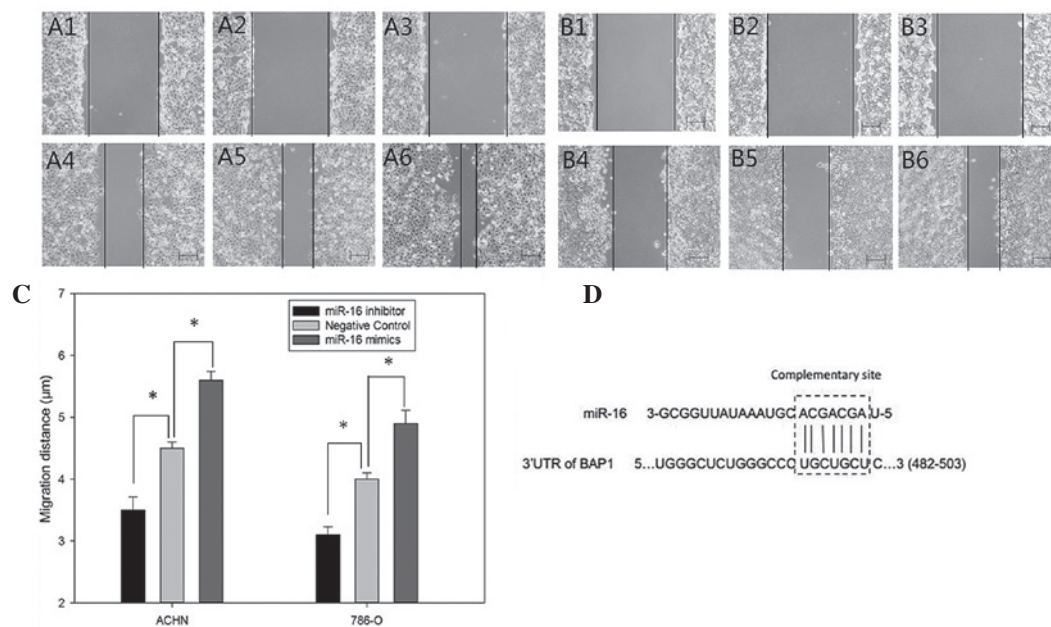 A1 A2 A3 B1 B2 B3
A4 A5 A6 B4 B5 B6
C
D
7
6
5
4
3
2
Migration distance (µm)
miR-16 inhibitor
Negative Control
miR-16 mimics
*
*
*
*
ACHN
786-O
Complementary site
miR-16 3-GCGGUUAUAAAUGC ACGACGA U-5
3'UTR of BAP1 5...UGGGCUCUGGGCCC UGCUGCU C...3 (482-503)